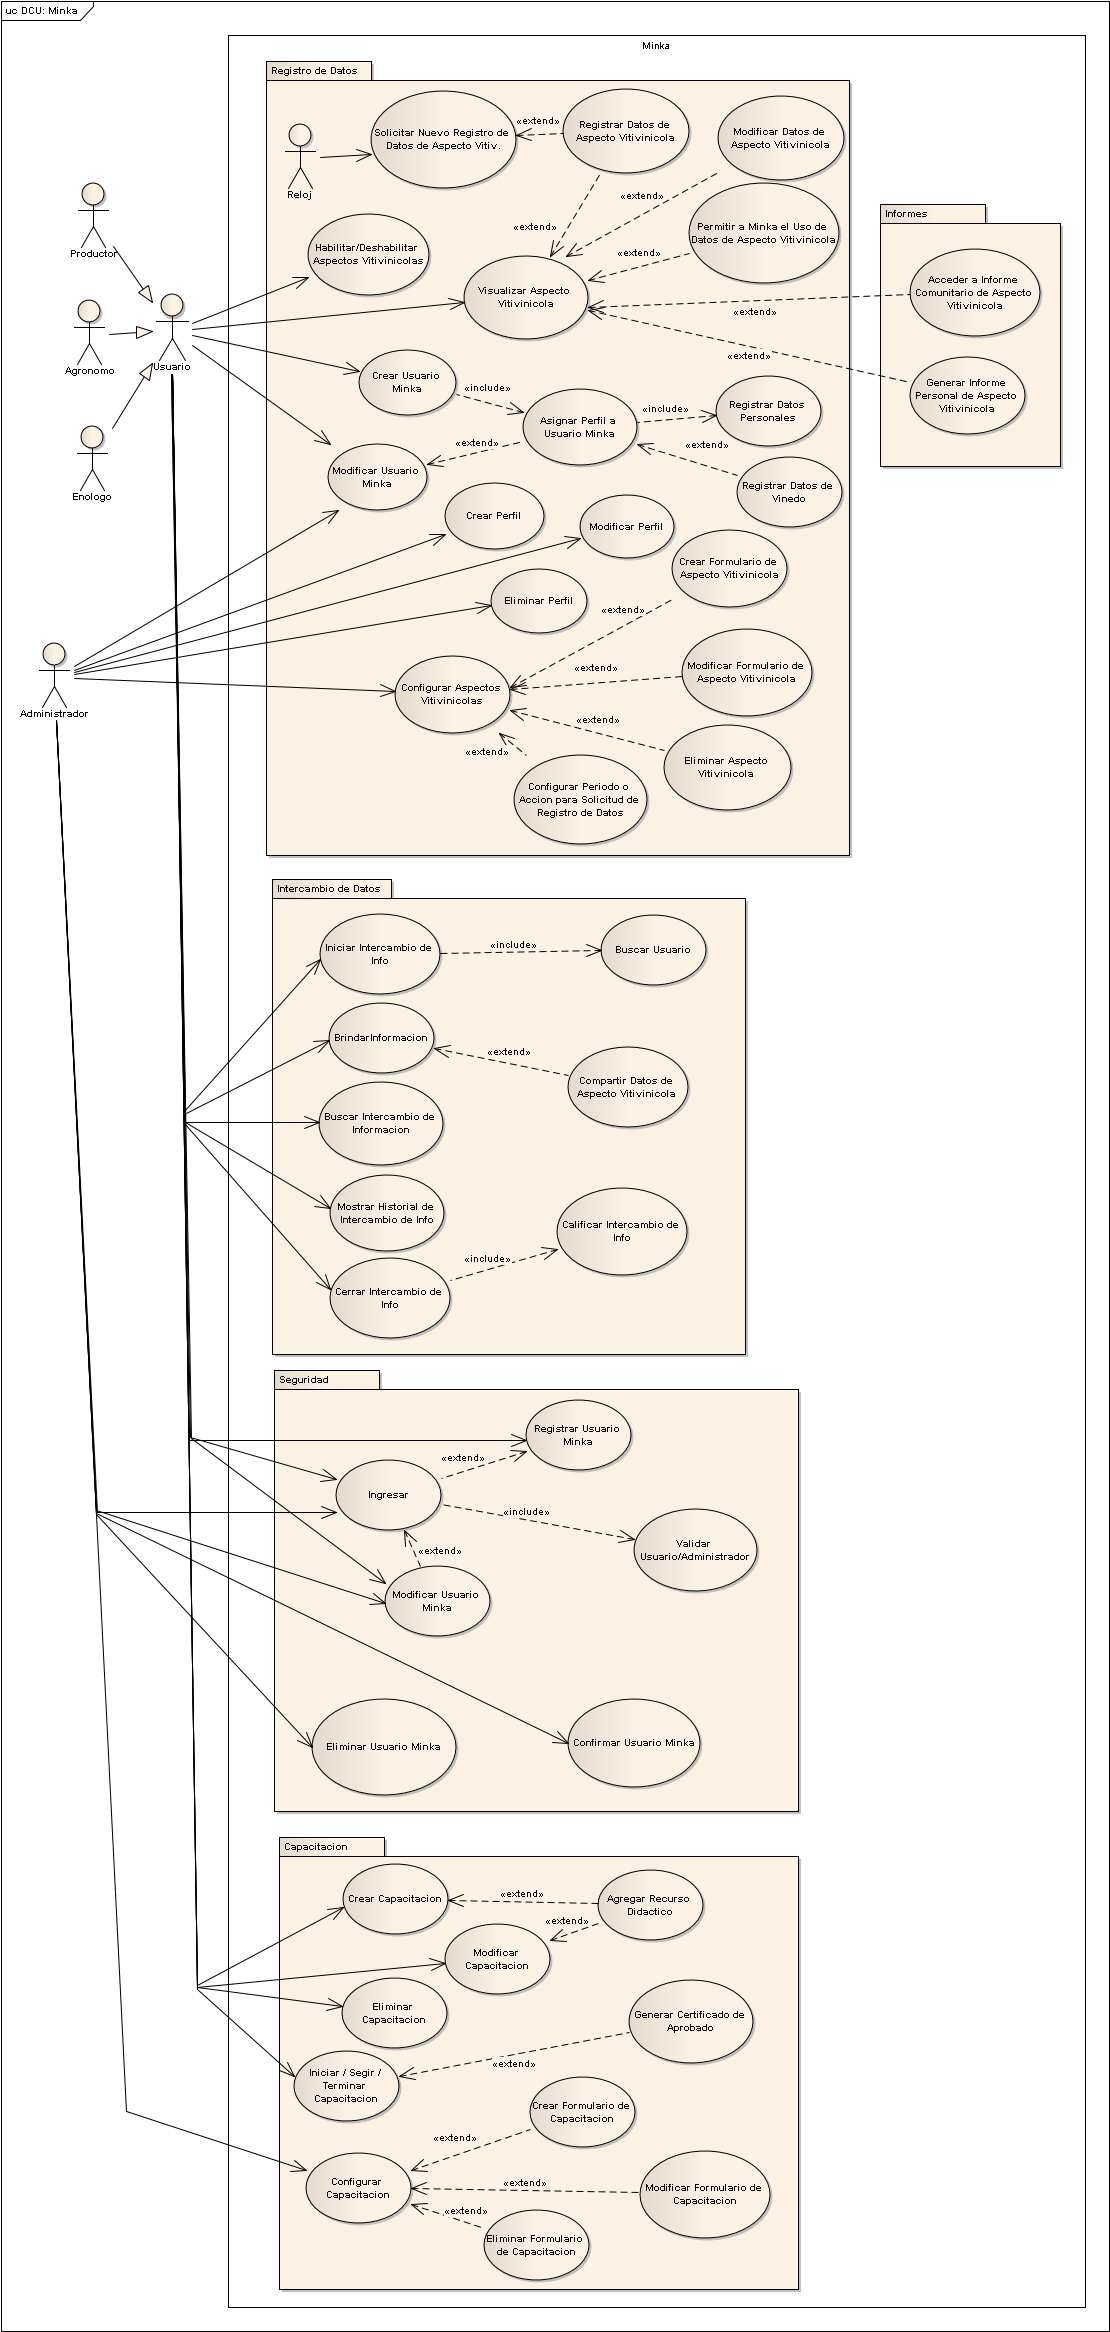 uc DCU: Minka
Minka
Registro de Datos
Solicitar Nuevo Registro de
Datos de Aspecto Vitiv.
«extend»
Registrar Datos de
Aspecto Vitivinicola
Modificar Datos de
Aspecto Vitivinicola
Reloj
«extend»
«extend»
Permitir a Minka el Uso de
Datos de Aspecto Vitivinicola
«extend»
Habilitar/Deshabilitar
Aspectos Vitivinicolas
Visualizar Aspecto
Vitivinicola
Informes
Acceder a Informe
Comunitario de Aspecto
Vitivinicola
«extend»
«extend»
Generar Informe
Personal de Aspecto
Vitivinicola
Productor
Agronomo
Usuario
Enologo
Crear Usuario
Minka
«include»
Asignar Perfil a
Usuario Minka
«include»
Registrar Datos
Personales
«extend»
«extend»
Registrar Datos de
Vinedo
Modificar Usuario
Minka
Crear Perfil
Modificar Perfil
Eliminar Perfil
Crear Formulario de
Aspecto Vitivinicola
«extend»
Administrador
Configurar Aspectos
Vitivinicolas
«extend»
Modificar Formulario de
Aspecto Vitivinicola
«extend»
Eliminar Aspecto
Vitivinicola
«extend»
Configurar Periodo o
Accion para Solicitud de
Registro de Datos
Intercambio de Datos
Iniciar Intercambio de
Info
«include»
Buscar Usuario
BrindarInformacion
«extend»
Compartir Datos de
Aspecto Vitivinicola
Buscar Intercambio de
Informacion
Mostrar Historial de
Intercambio de Info
Calificar Intercambio de
Info
«include»
Cerrar Intercambio de
Info
Seguridad
Registrar Usuario
Minka
«extend»
Ingresar
«include»
Validar
Usuario/Administrador
«extend»
Modificar Usuario
Minka
Eliminar Usuario Minka
Confirmar Usuario Minka
Capacitacion
Crear Capacitacion
«extend»
Agregar Recurso
Didactico
«extend»
Modificar
Capacitacion
Eliminar
Capacitacion
Generar Certificado de
Aprobado
«extend»
Iniciar / Segir /
Terminar
Capacitacion
Crear Formulario de
Capacitacion
«extend»
Configurar
Capacitacion
«extend»
Modificar Formulario de
Capacitacion
«extend»
Eliminar Formulario
de Capacitacion